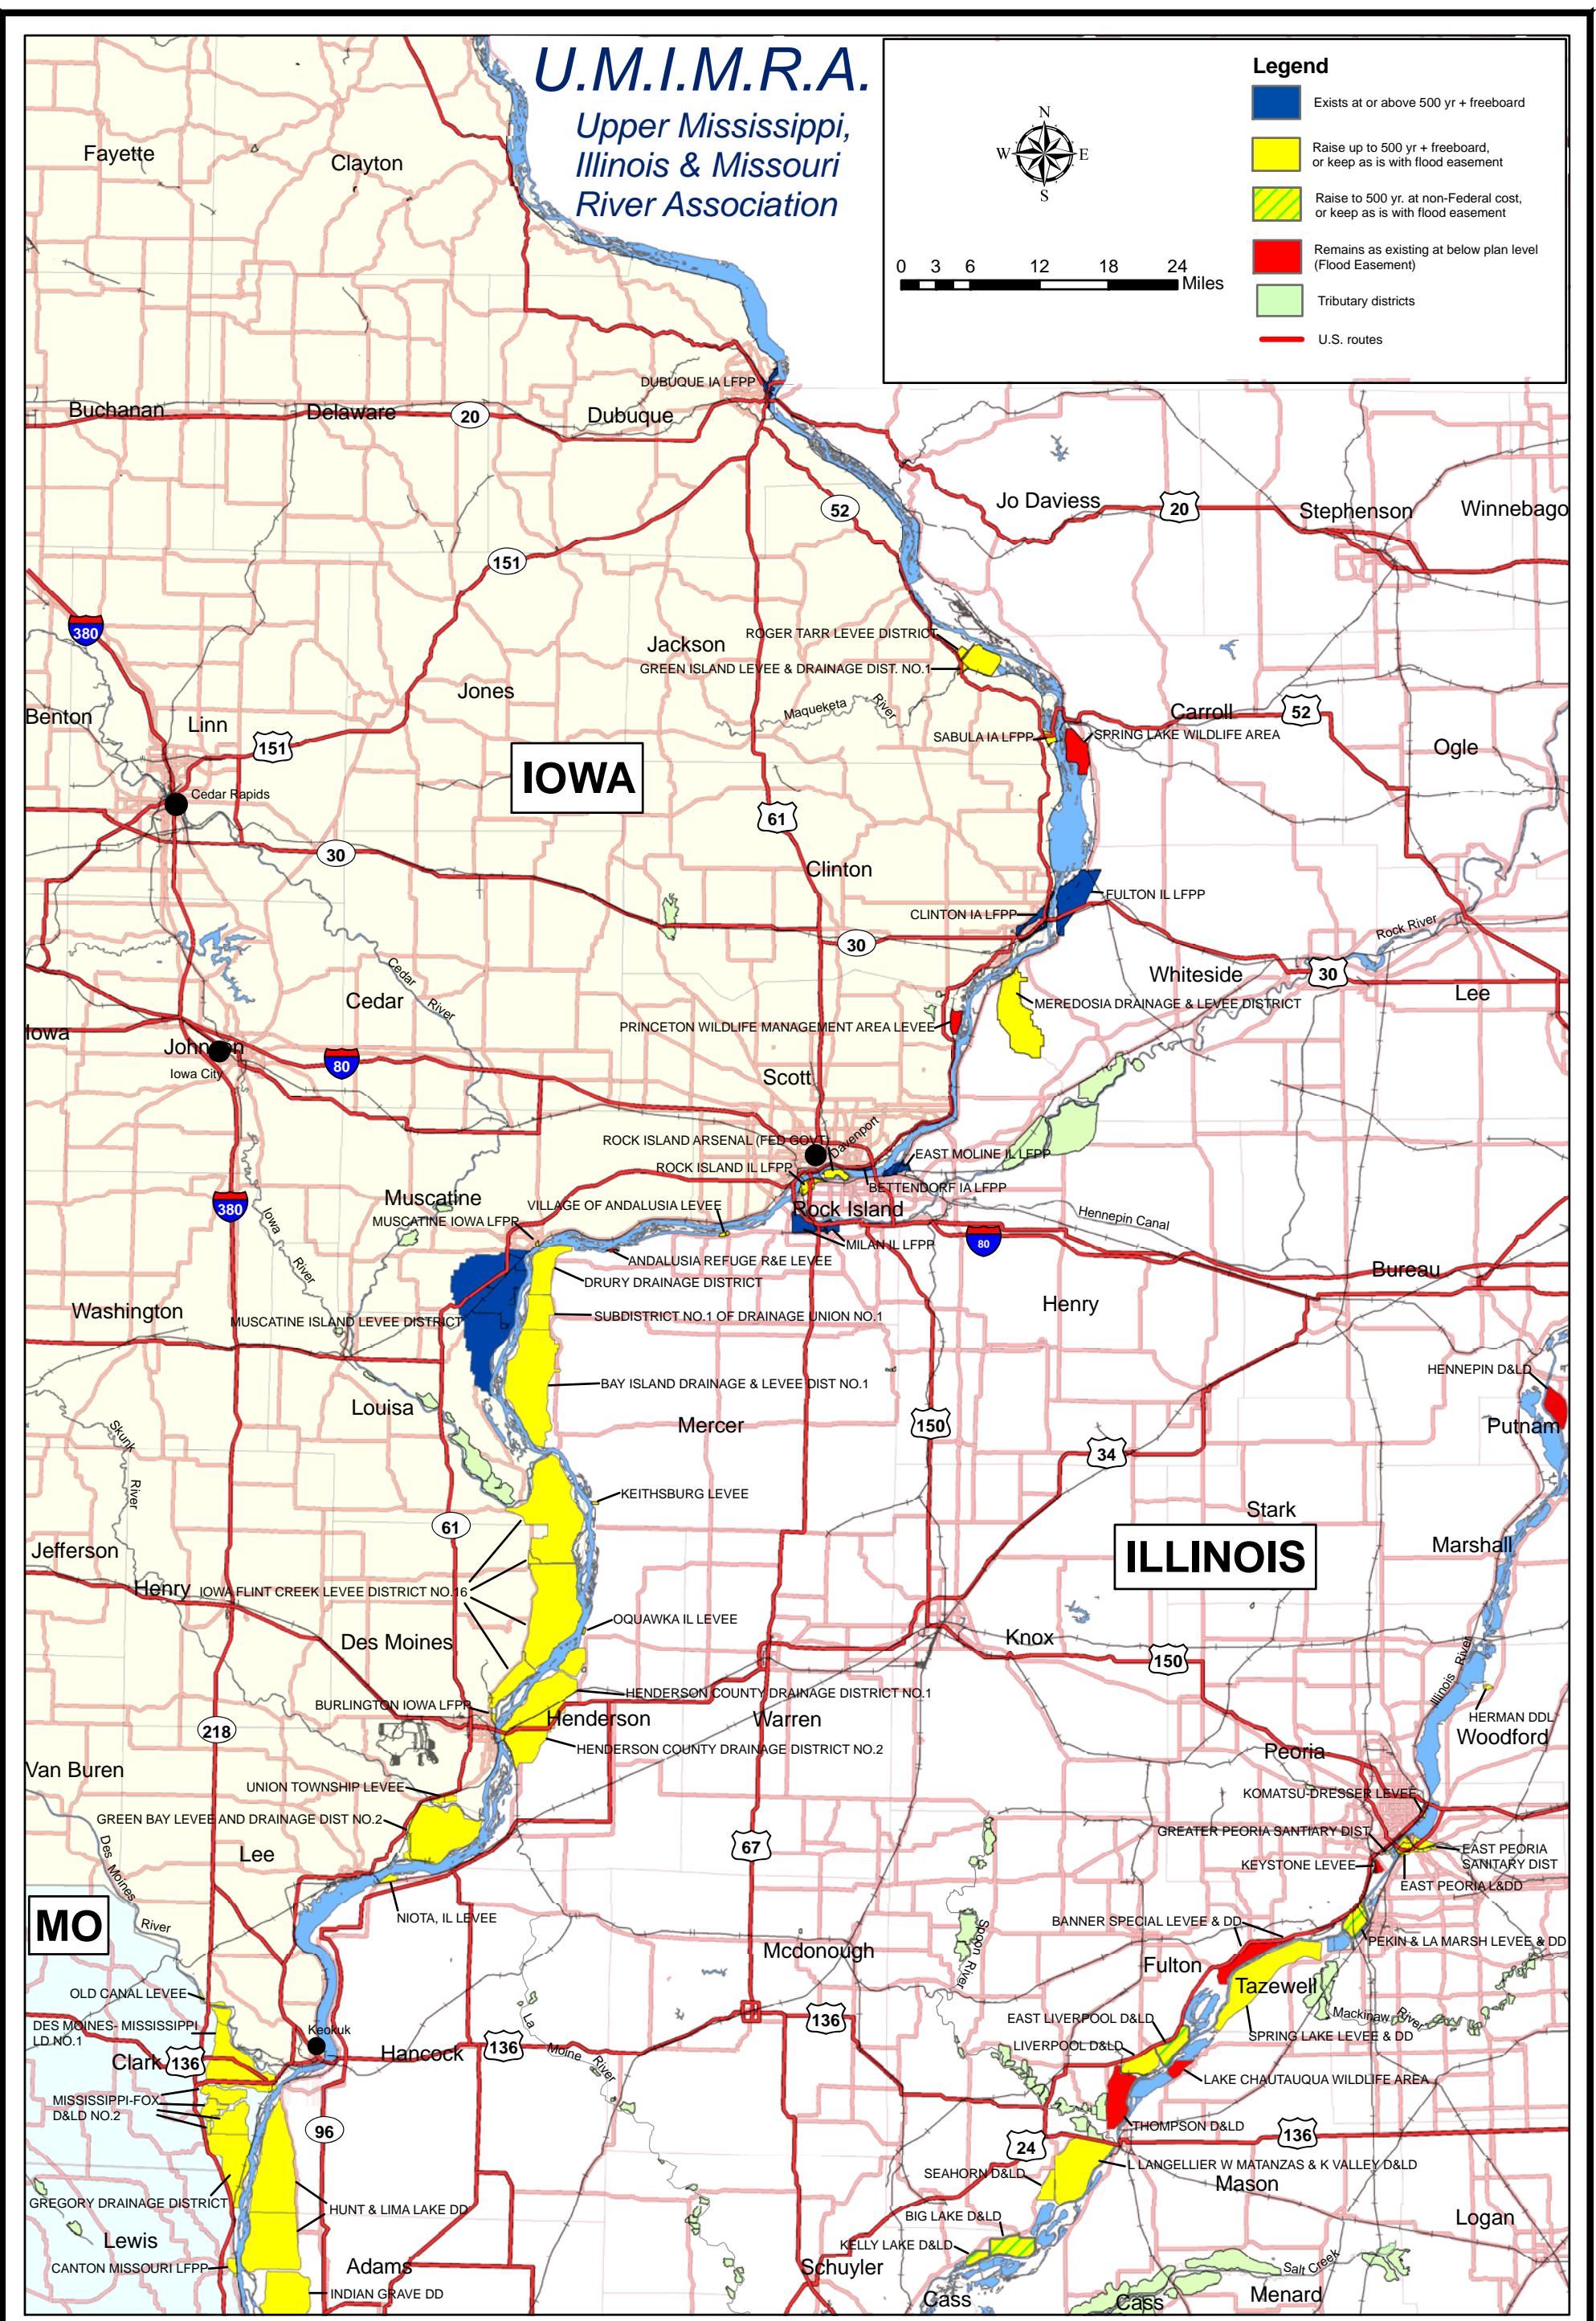 U.M.I.M.R.A.
Upper Mississippi,
Illinois & Missouri
River Association
N
W
E
S
0 3 6 12 18 24
Miles
Legend
Exists at or above 500 yr + freeboard
Raise up to 500 yr + freeboard,
or keep as is with flood easement
Raise to 500 yr. at non-Federal cost,
or keep as is with flood easement
Remains as existing at below plan level
(Flood Easement)
Tributary districts
U.S. routes
Fayette
Clayton
DUBUQUE IA LFPP
Buchanan
Delaware
20
Dubuque
52
Jo Daviess
20
Stephenson
Winnebago
151
380
Jackson
ROGER TARR LEVEE DISTRICT
GREEN ISLAND LEVEE & DRAINAGE DIST. NO.1
Jones
Maqueketa
River
Benton
Linn
151
SABULA IA LFPP
Carroll
52
SPRING LAKE WILDLIFE AREA
Ogle
IOWA
Cedar Rapids
61
30
Clinton
FULTON IL LFPP
CLINTON IA LFPP
30
Rock River
Whiteside
30
Lee
Cedar
River
Cedar
MEREDOSIA DRAINAGE & LEVEE DISTRICT
PRINCETON WILDLIFE MANAGEMENT AREA LEVEE
Iowa
Johnson
Iowa City
80
Scott
ROCK ISLAND ARSENAL (FED GOVT)
Davenport
EAST MOLINE IL LFPP
ROCK ISLAND IL LFPP
BETTENDORF IA LFPP
Muscatine
380
VILLAGE OF ANDALUSIA LEVEE
Rock Island
MUSCATINE IOWA LFPP
Hennepin Canal
MILAN IL LFPP
80
Iowa
River
ANDALUSIA REFUGE R&E LEVEE
Bureau
DRURY DRAINAGE DISTRICT
Washington
Henry
SUBDISTRICT NO.1 OF DRAINAGE UNION NO.1
MUSCATINE ISLAND LEVEE DISTRICT
HENNEPIN D&LD
BAY ISLAND DRAINAGE & LEVEE DIST NO.1
Louisa
Mercer
150
34
Putnam
Skunk
River
KEITHSBURG LEVEE
Stark
61
Jefferson
ILLINOIS
Marshall
Henry
IOWA FLINT CREEK LEVEE DISTRICT NO.16
OQUAWKA IL LEVEE
Des Moines
Knox
150
Illinois River
HENDERSON COUNTY DRAINAGE DISTRICT NO.1
BURLINGTON IOWA LFPP
Henderson
Warren
HERMAN DDL
218
Woodford
HENDERSON COUNTY DRAINAGE DISTRICT NO.2
Peoria
Van Buren
UNION TOWNSHIP LEVEE
KOMATSU-DRESSER LEVEE
GREEN BAY LEVEE AND DRAINAGE DIST NO.2
67
GREATER PEORIA SANTIARY DIST
EAST PEORIA
SANITARY DIST
Lee
KEYSTONE LEVEE
EAST PEORIA L&DD
Des Moines
River
MO
NIOTA, IL LEVEE
BANNER SPECIAL LEVEE & DD
PEKIN & LA MARSH LEVEE & DD
Mcdonough
Spoon River
Fulton
Tazewell
OLD CANAL LEVEE
DES MOINES- MISSISSIPPI
LD NO.1
La
Moine
River
136
EAST LIVERPOOL D&LD
Mackinaw
River
SPRING LAKE LEVEE & DD
Keokuk
LIVERPOOL D&LD
Clark
136
Hancock
136
LAKE CHAUTAUQUA WILDLIFE AREA
MISSISSIPPI-FOX
D&LD NO.2
96
THOMPSON D&LD
136
24
L LANGELLIER W MATANZAS & K VALLEY D&LD
SEAHORN D&LD
Mason
GREGORY DRAINAGE DISTRICT
HUNT & LIMA LAKE DD
BIG LAKE D&LD
Logan
Lewis
KELLY LAKE D&LD
CANTON MISSOURI LFPP
Adams
Schuyler
Salt Creek
INDIAN GRAVE DD
Cass
Cass
Menard